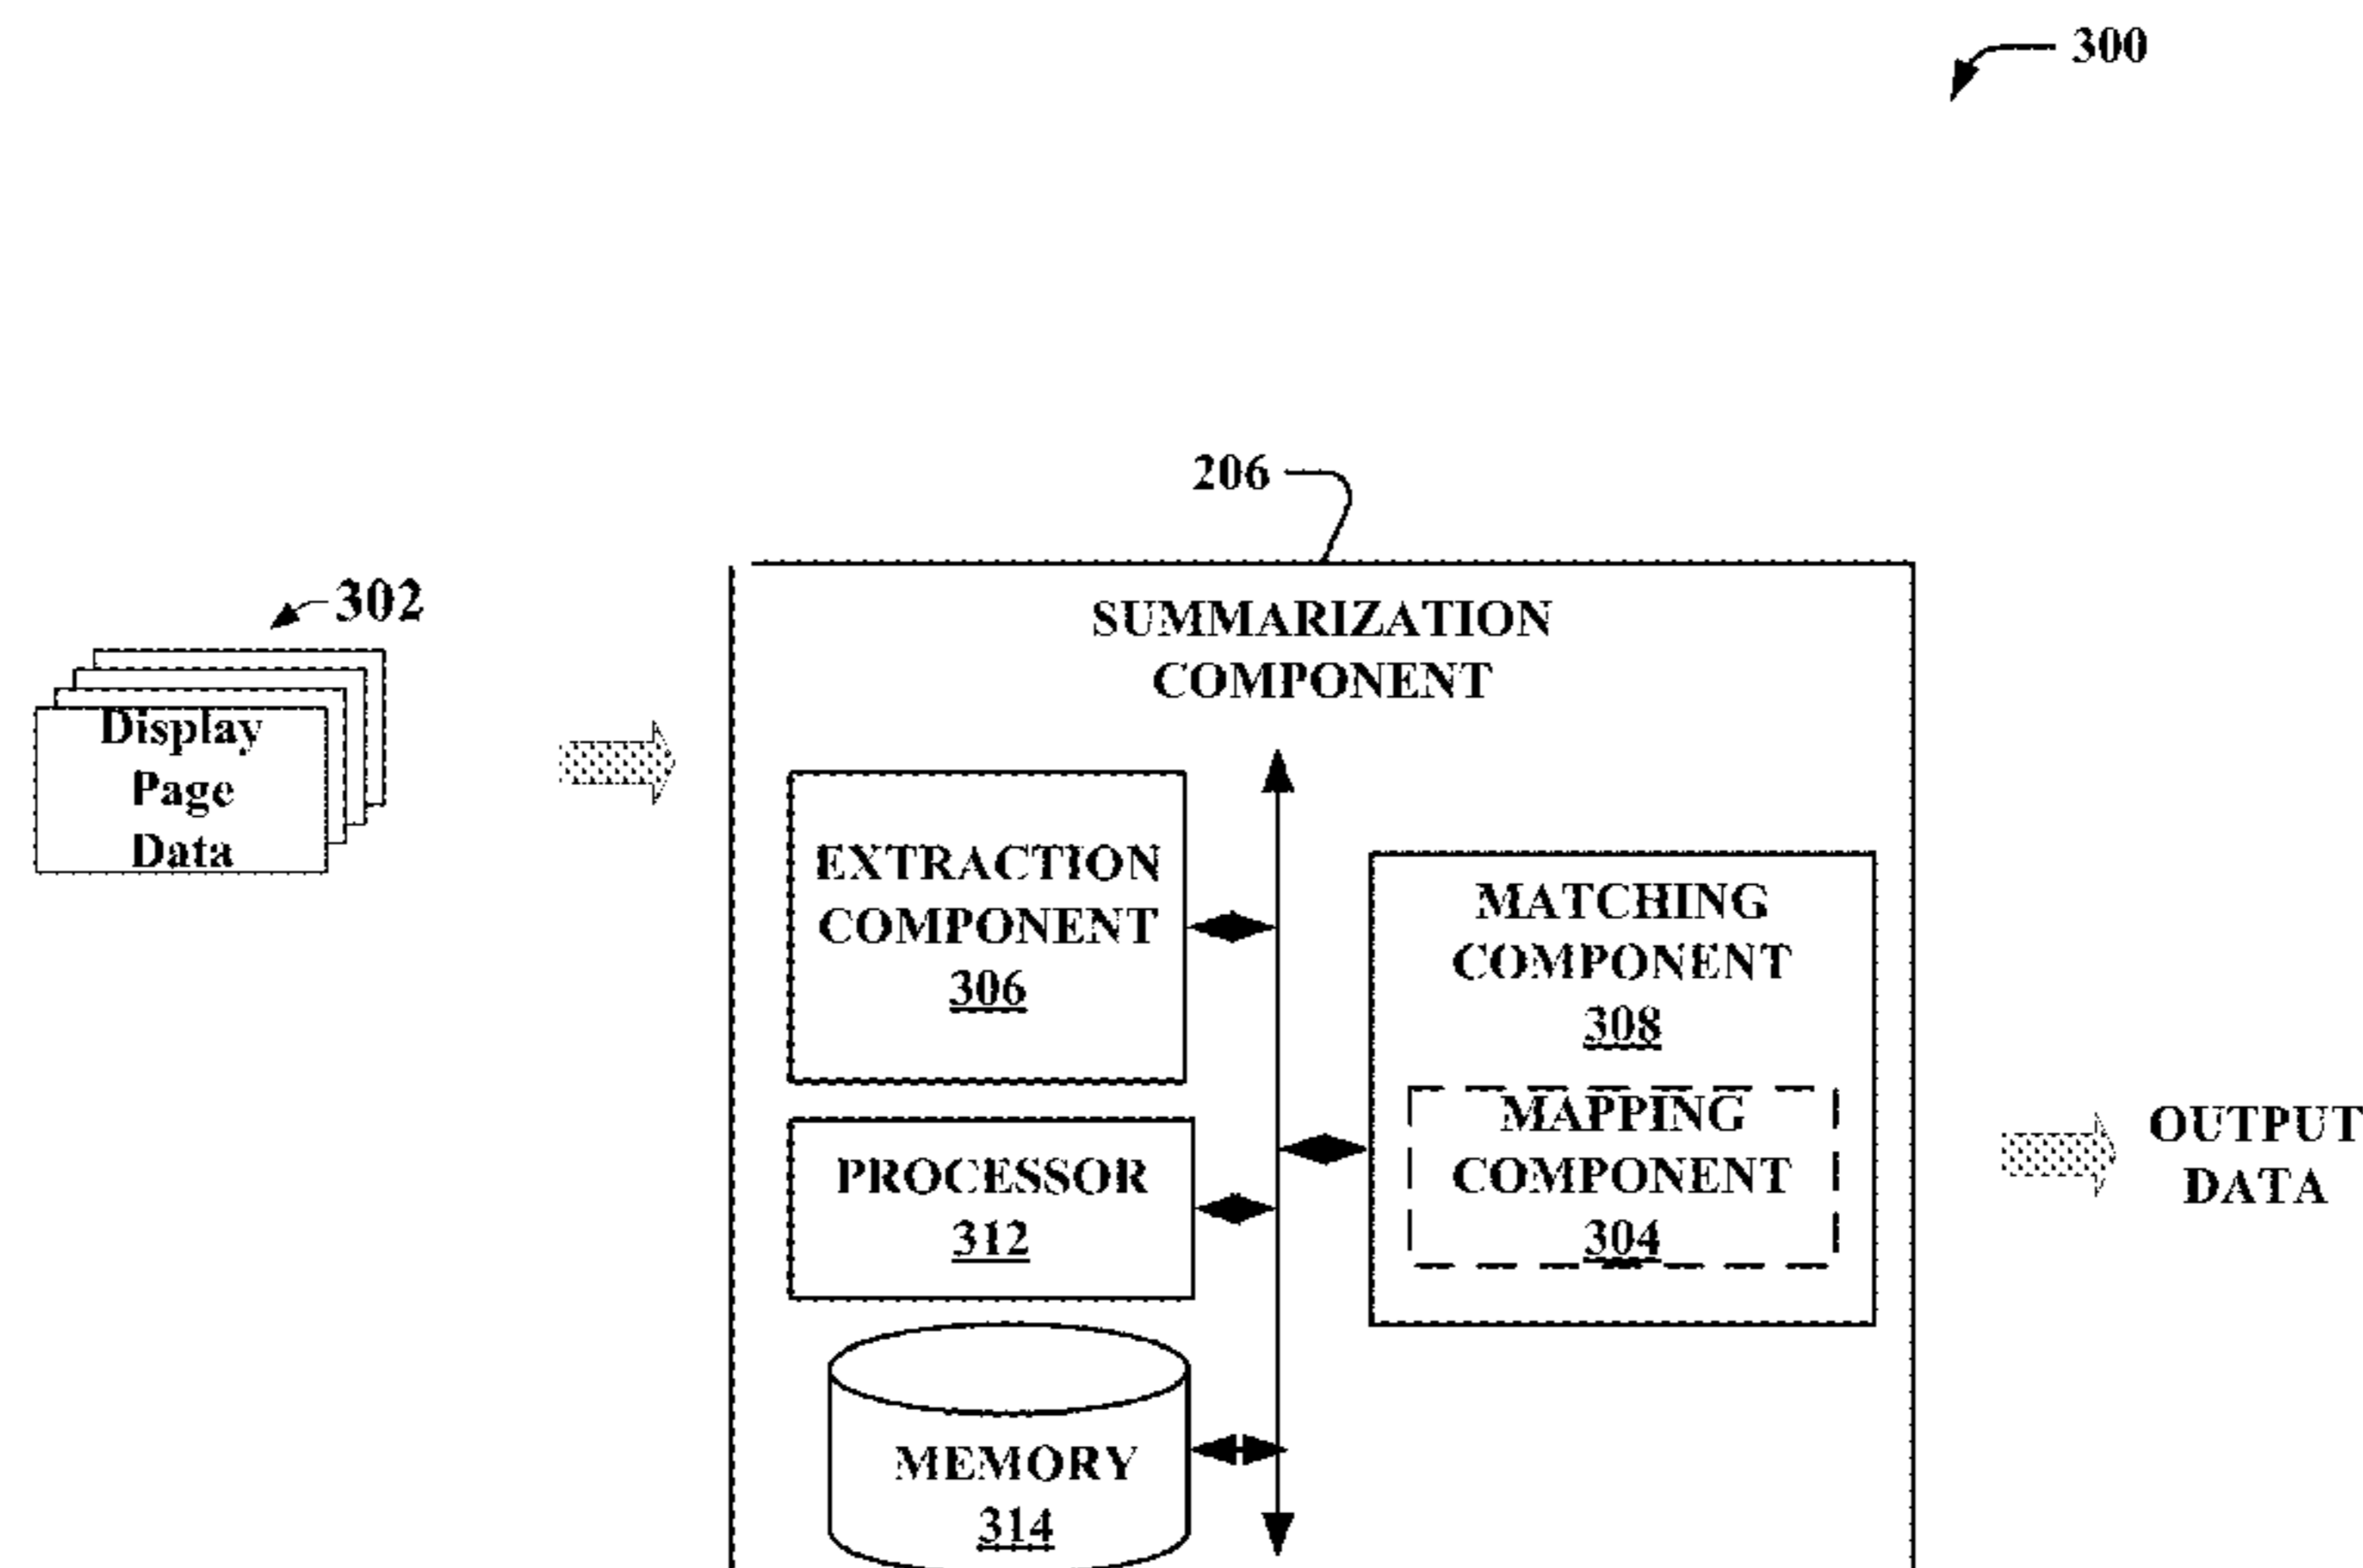 300
206
302
SUMMARIZATION
COMPONENT
Display
Page
Data
EXTRACTION
COMPONENT
306
MATCHING
COMPONENT
308
MAPPING
COMPONENT
304
PROCESSOR
312
MEMORY
314
OUTPUT
DATA